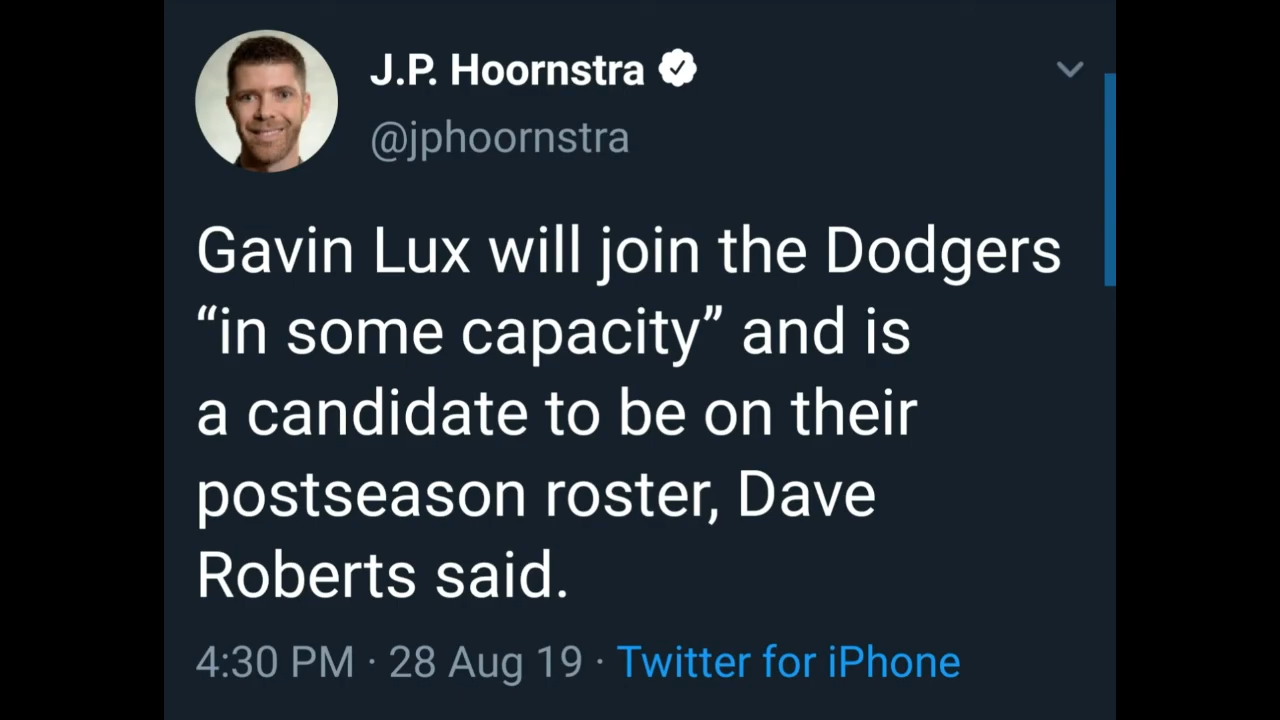 J.P. Hoornstra
@jphoornstra
Gavin Lux will join the Dodgers
“in some capacity” and is
a candidate to be on their
postseason roster, Dave
Roberts said.
4:30 PM · 28 Aug 19 · Twitter for iPhone